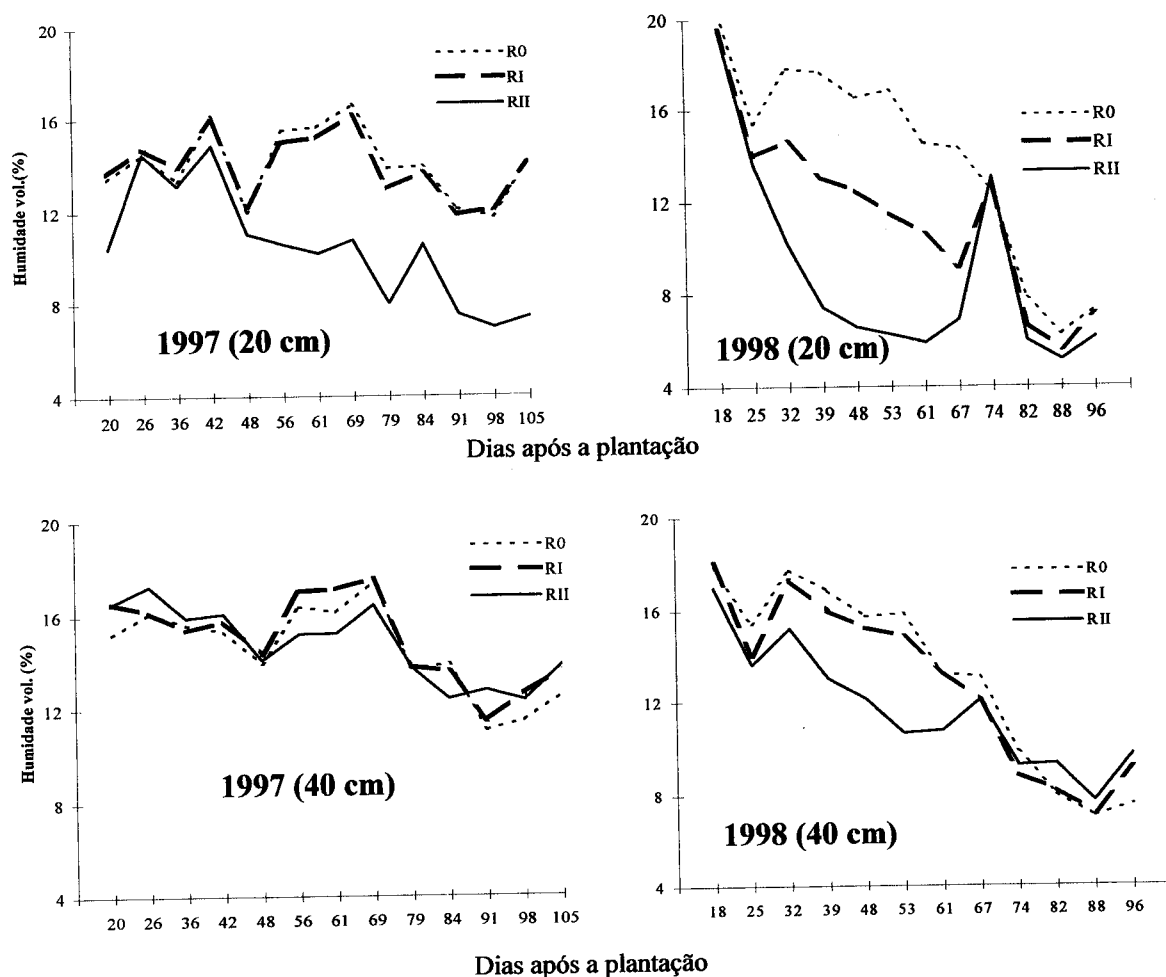 20
16
12
8
4
Humidade vol.(%)
R0
RI
RII
1997 (20 cm)
20 26 36 42 48 56 61 69 79 84 91 98 105
20
16
12
8
4
R0
RI
RII
1998 (20 cm)
18 25 32 39 48 53 61 67 74 82 88 96
Dias após a plantação
20
16
12
8
4
Humidade vol. (%)
R0
RI
RII
1997 (40 cm)
20 26 36 42 48 56 61 69 79 84 91 98 105
20
16
12
8
4
R0
RI
RII
1998 (40 cm)
18 25 32 39 48 53 61 67 74 82 88 96
Dias após a plantação